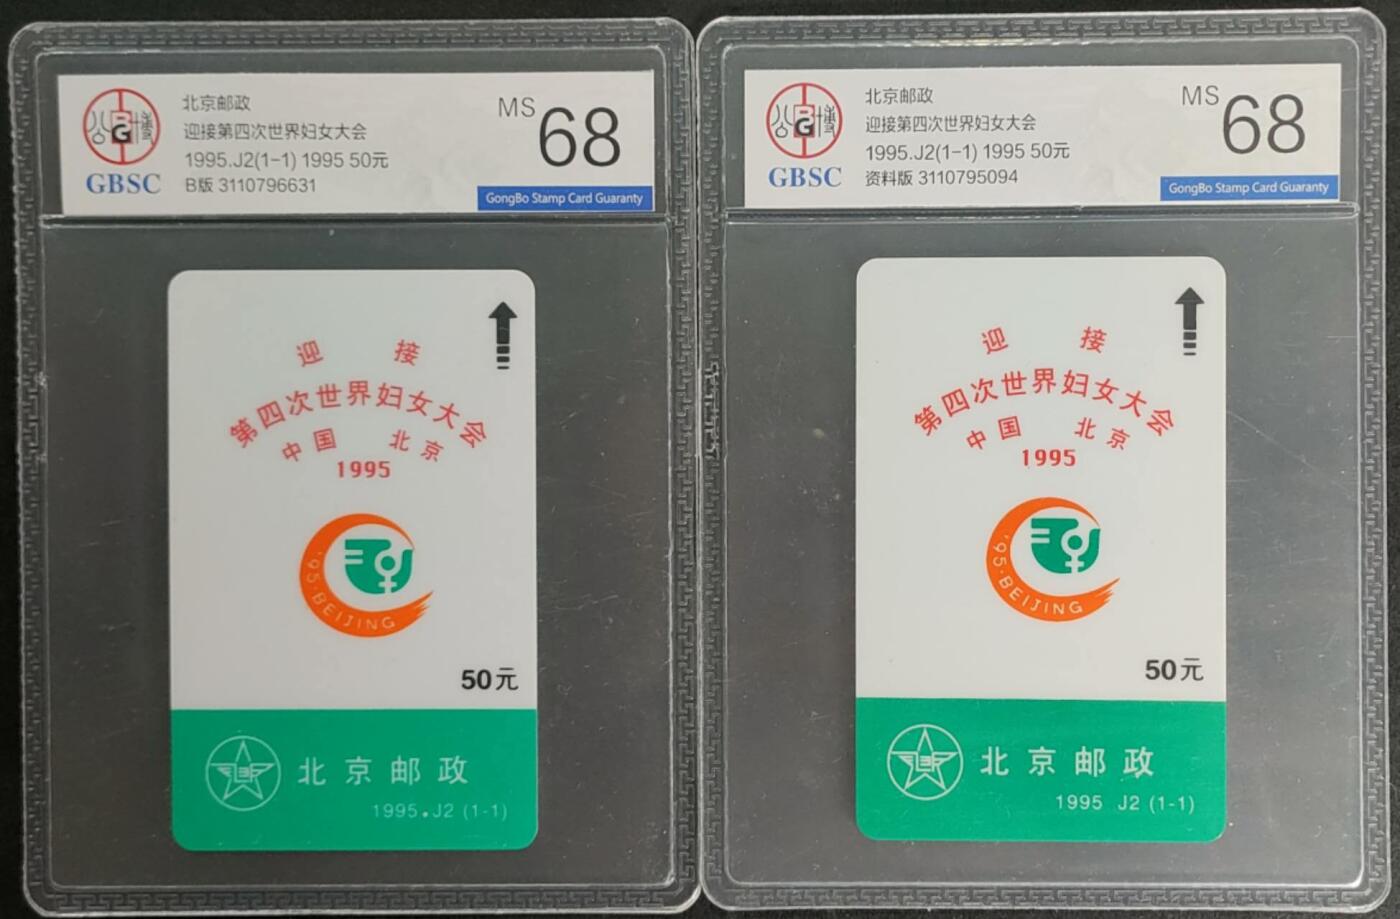 公博
BG
GBSC
北京邮政
迎接第四次世界妇女大会
1995.J2(1-1) 1995 50元
B版 3110796631
MS 68
GongBo Stamp Card Guaranty
迎 接
第四次世界妇女大会
中国 北京
1995
'95·BEIJING
50元
北京邮政
1995.J2 (1-1)
公博
BG
GBSC
北京邮政
迎接第四次世界妇女大会
1995.J2(1-1) 1995 50元
资料版 3110795094
MS 68
GongBo Stamp Card Guaranty
迎 接
第四次世界妇女大会
中国 北京
1995
'95·BEIJING
50元
北京邮政
1995 J2 (1-1)